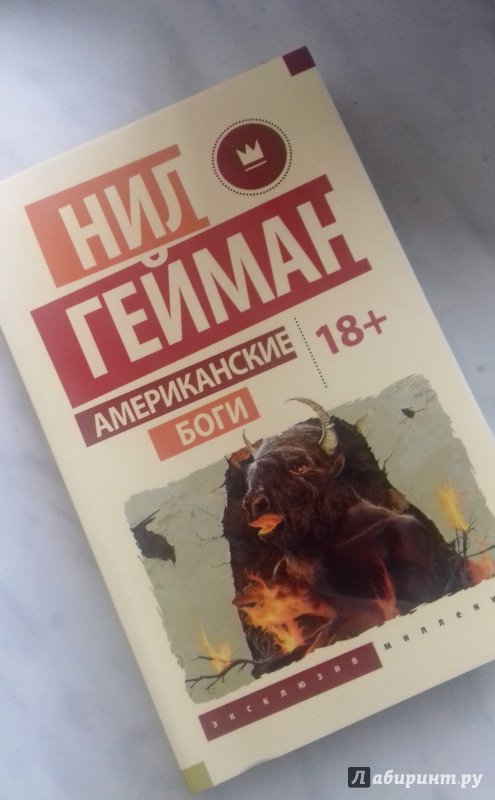 НИЛ
ГЕЙМАН
АМЕРИКАНСКИЕ
БОГИ
18+
эксклюзив
Лабиринт.ру